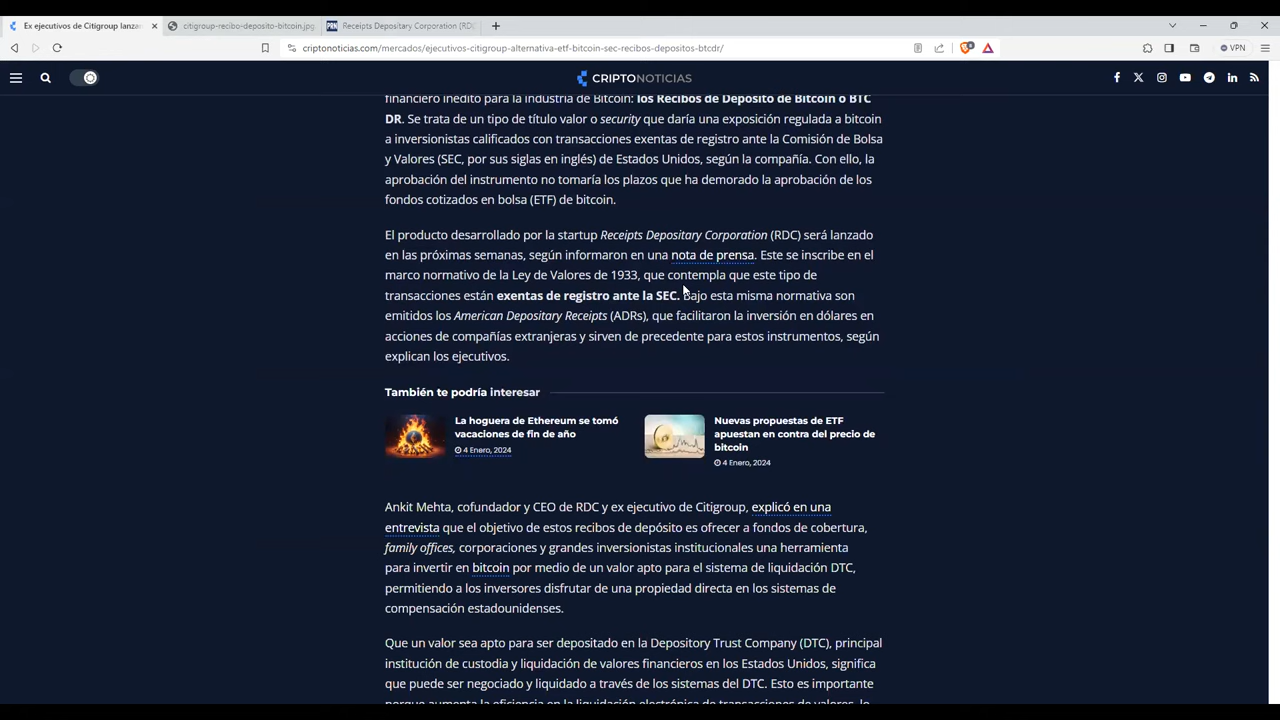 Ex ejecutivos de Citigroup lanza
citigroup-recibo-deposito-bitcoin.jpg
PRN
Receipts Depositary Corporation (RD
criptonoticias.com/mercados/ejecutivos-citigroup-alternativa-etf-bitcoin-sec-recibos-depositos-btcdr/
VPN
CRIPTONOTICIAS
financiero inédito para la industria de Bitcoin: los Recibos de Depósito de Bitcoin o BTC
DR. Se trata de un tipo de título valor o security que daría una exposición regulada a bitcoin
a inversionistas calificados con transacciones exentas de registro ante la Comisión de Bolsa
y Valores (SEC, por sus siglas en inglés) de Estados Unidos, según la compañía. Con ello, la
aprobación del instrumento no tomaría los plazos que ha demorado la aprobación de los
fondos cotizados en bolsa (ETF) de bitcoin.
El producto desarrollado por la startup Receipts Depositary Corporation (RDC) será lanzado
en las próximas semanas, según informaron en una nota de prensa. Este se inscribe en el
marco normativo de la Ley de Valores de 1933, que contempla que este tipo de
transacciones están exentas de registro ante la SEC. Bajo esta misma normativa son
emitidos los American Depositary Receipts (ADRs), que facilitaron la inversión en dólares en
acciones de compañías extranjeras y sirven de precedente para estos instrumentos, según
explican los ejecutivos.
También te podría interesar
La hoguera de Ethereum se tomó
vacaciones de fin de año
4 Enero, 2024
Nuevas propuestas de ETF
apuestan en contra del precio de
bitcoin
4 Enero, 2024
Ankit Mehta, cofundador y CEO de RDC y ex ejecutivo de Citigroup, explicó en una
entrevista que el objetivo de estos recibos de depósito es ofrecer a fondos de cobertura,
family offices, corporaciones y grandes inversionistas institucionales una herramienta
para invertir en bitcoin por medio de un valor apto para el sistema de liquidación DTC,
permitiendo a los inversores disfrutar de una propiedad directa en los sistemas de
compensación estadounidenses.
Que un valor sea apto para ser depositado en la Depository Trust Company (DTC), principal
institución de custodia y liquidación de valores financieros en los Estados Unidos, significa
que puede ser negociado y liquidado a través de los sistemas del DTC. Esto es importante
porque aumenta la eficiencia en la liquidación electrónica de transacciones de valores, lo